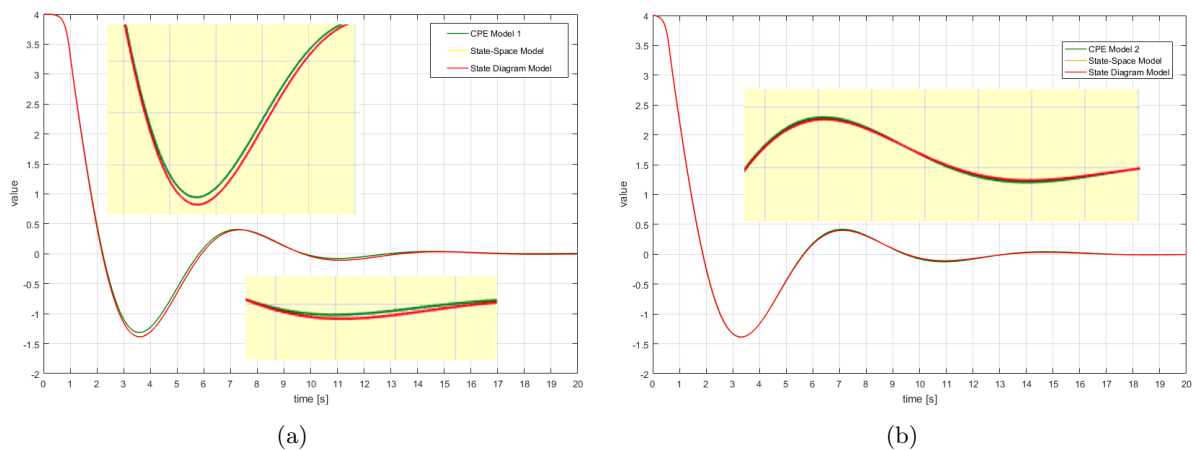 4
3.5
3
2.5
2
1.5
1
0.5
0
-0.5
-1
-1.5
-2
value
CPE Model 1
State-Space Model
State Diagram Model
0 1 2 3 4 5 6 7 8 9 10 11 12 13 14 15 16 17 18 19 20
time [s]
(a)
4
3.5
3
2.5
2
1.5
1
0.5
0
-0.5
-1
-1.5
-2
value
CPE Model 2
State-Space Model
State Diagram Model
0 1 2 3 4 5 6 7 8 9 10 11 12 13 14 15 16 17 18 19 20
time [s]
(b)